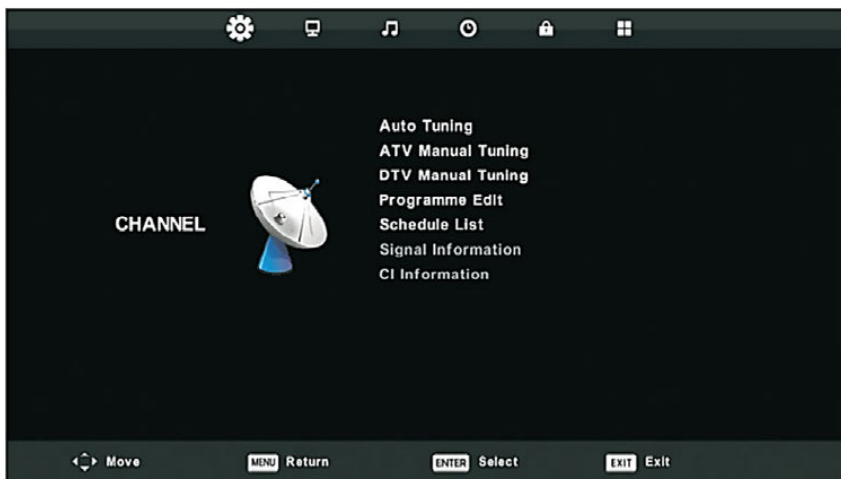 Auto Tuning
ATV Manual Tuning
DTV Manual Tuning
Programme Edit
CHANNEL
Schedule List
Signal Information
CI Information
Move
MENU Return
ENTER Select
EXIT Exit